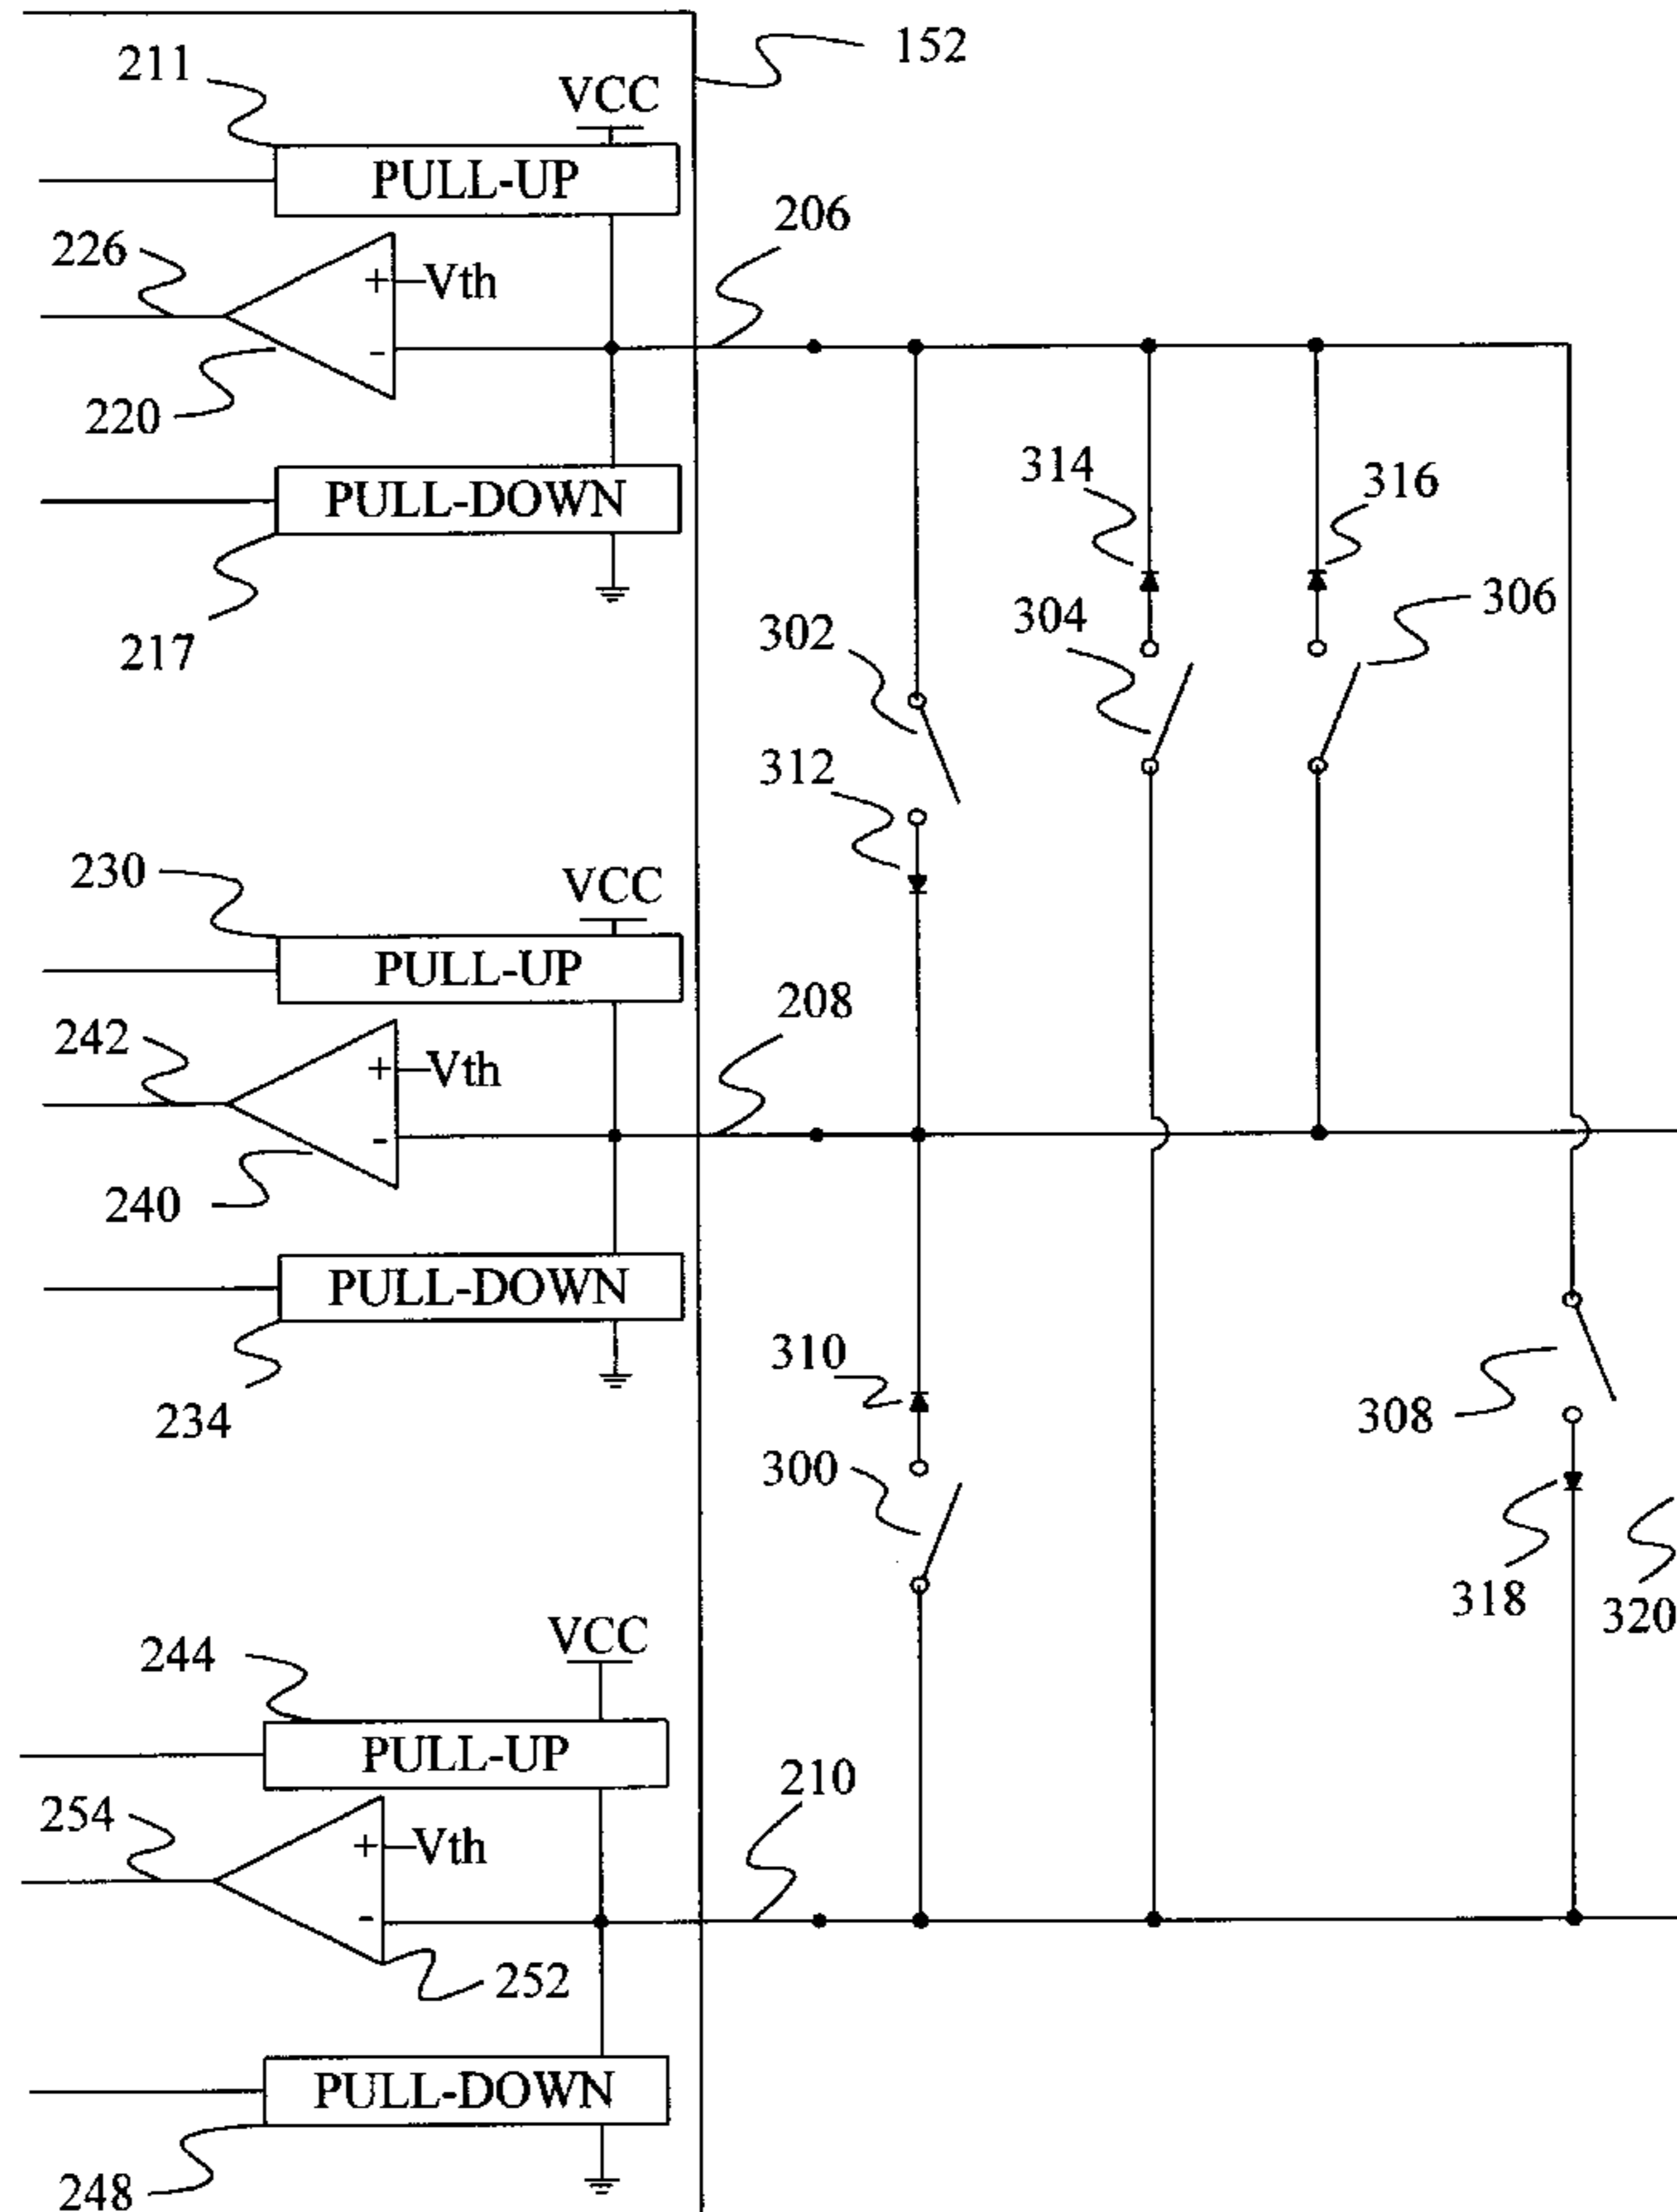 152
211
VCC
PULL-UP
206
226
+
Vth
-
220
314
316
PULL-DOWN
302
304
306
217
312
230
VCC
PULL-UP
208
242
+
Vth
-
240
PULL-DOWN
310
234
308
300
318
320
244
VCC
PULL-UP
210
254
+
Vth
-
252
PULL-DOWN
248